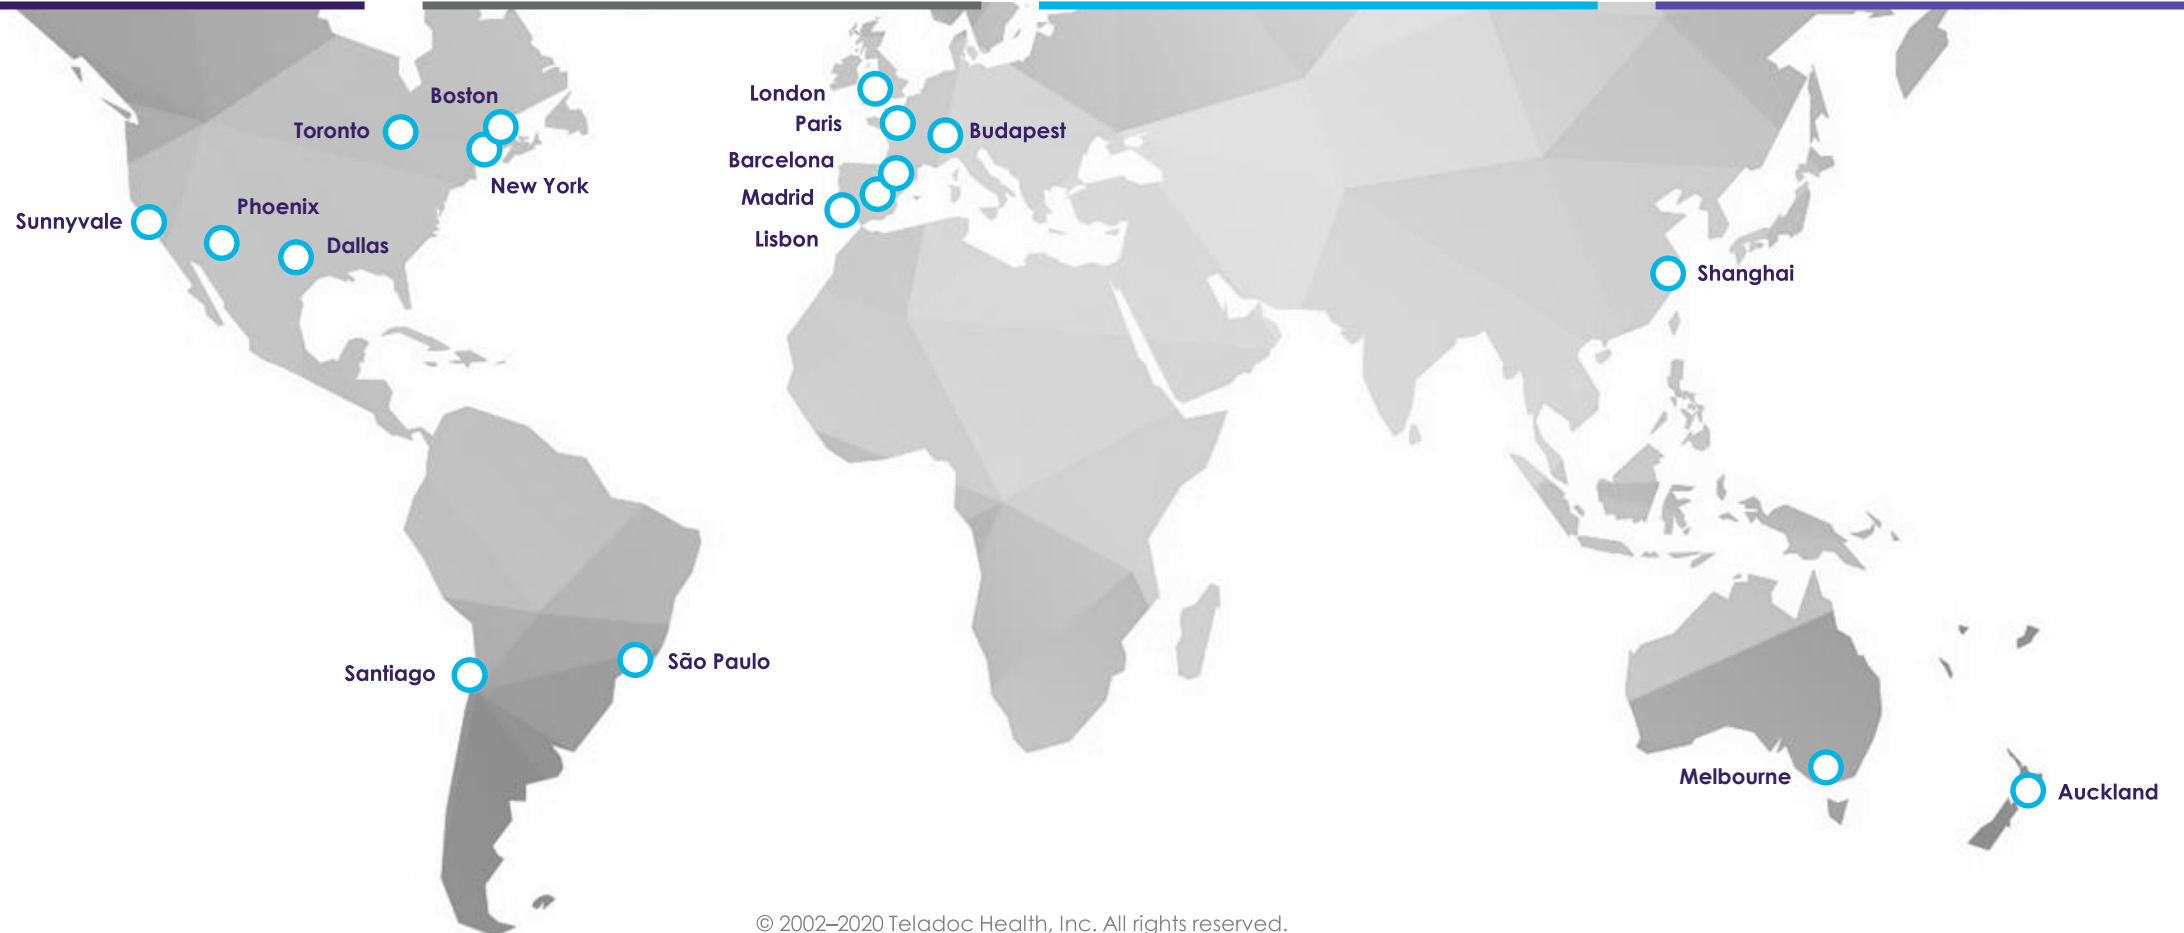 Boston
Toronto
New York
Phoenix
Sunnyvale
Dallas
London
Paris
Budapest
Barcelona
Madrid
Lisbon
Shanghai
Santiago
São Paulo
Melbourne
Auckland
© 2002–2020 Teladoc Health, Inc. All rights reserved.